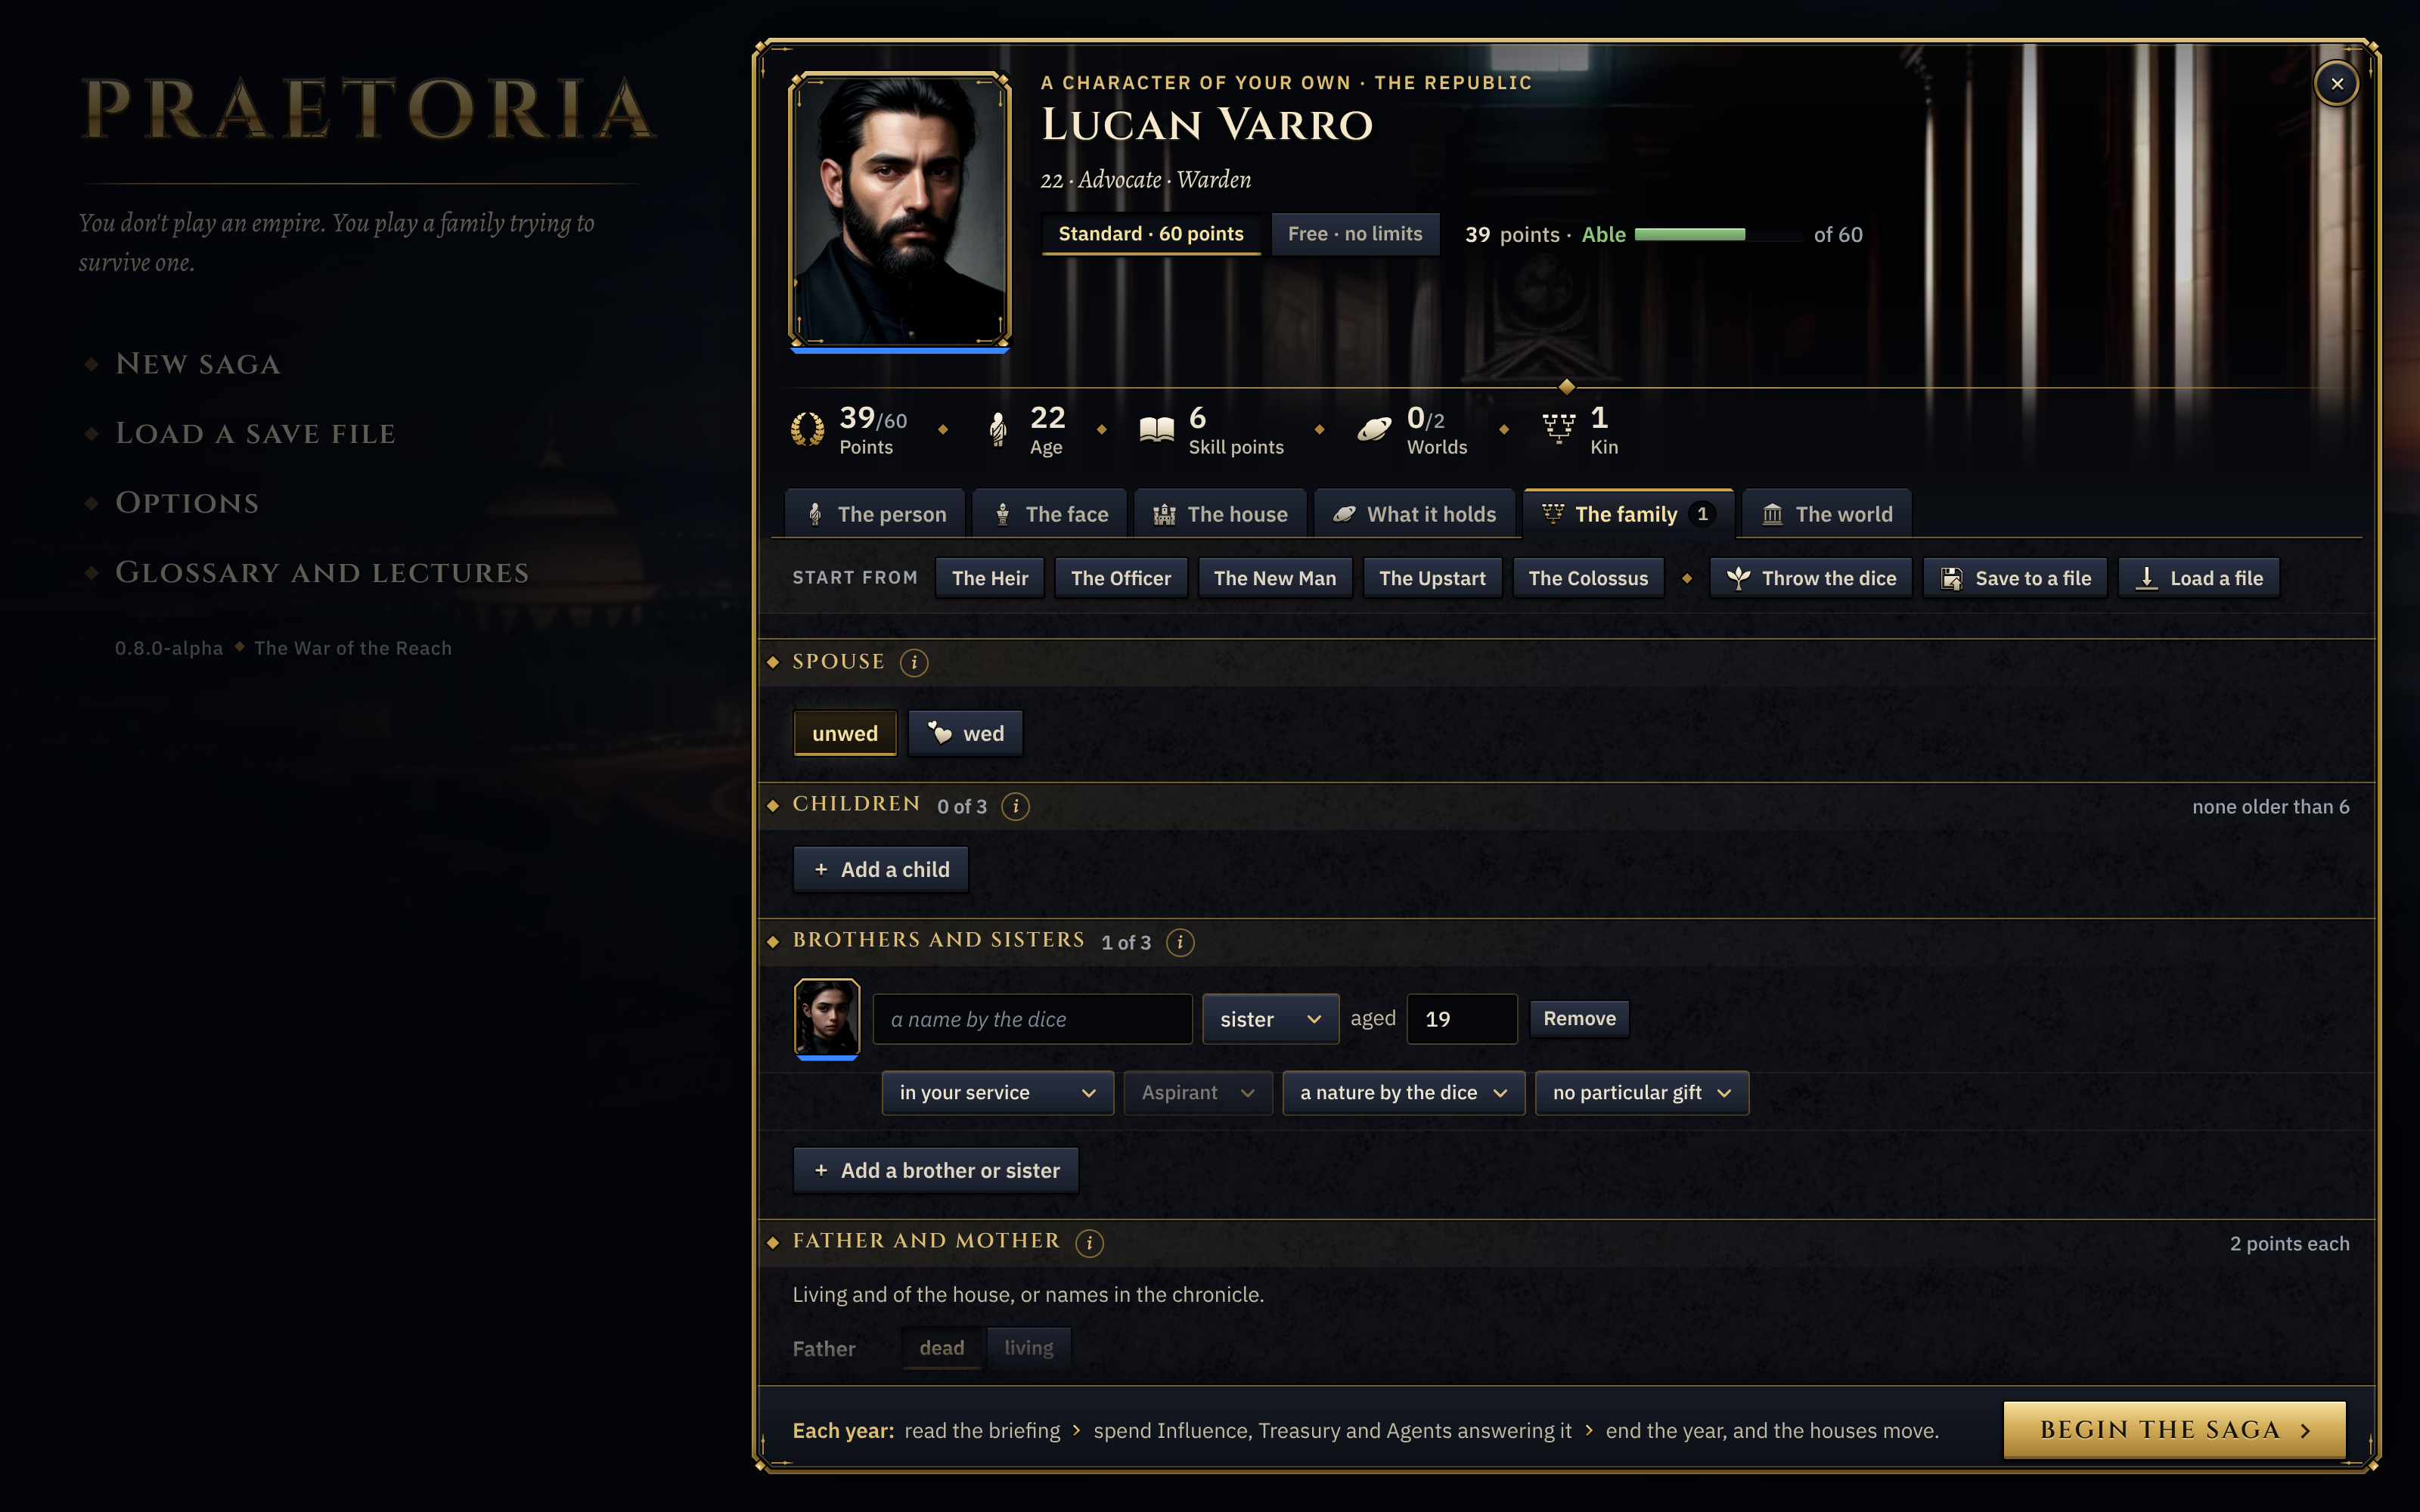 PRAETORIA
You don't play an empire. You play a family trying to
survive one.
NEW SAGA
LOAD A SAVE FILE
OPTIONS
GLOSSARY AND LECTURES
0.8.0-alpha ◆ The War of the Reach
A CHARACTER OF YOUR OWN · THE REPUBLIC
LUCAN VARRO
22 · Advocate · Warden
Standard · 60 points Free · no limits 39 points · Able of 60
39/60 22 6 0/2 1
Points Age Skill points Worlds Kin
The person The face The house What it holds The family 1 The world
START FROM The Heir The Officer The New Man The Upstart The Colossus ◆ Throw the dice Save to a file Load a file
SPOUSE i
unwed wed
CHILDREN 0 of 3 i none older than 6
+ Add a child
BROTHERS AND SISTERS 1 of 3 i
a name by the dice sister aged 19 Remove
in your service Aspirant a nature by the dice no particular gift
+ Add a brother or sister
FATHER AND MOTHER i 2 points each
Living and of the house, or names in the chronicle.
Father dead living
Each year: read the briefing > spend Influence, Treasury and Agents answering it > end the year, and the houses move.
BEGIN THE SAGA >